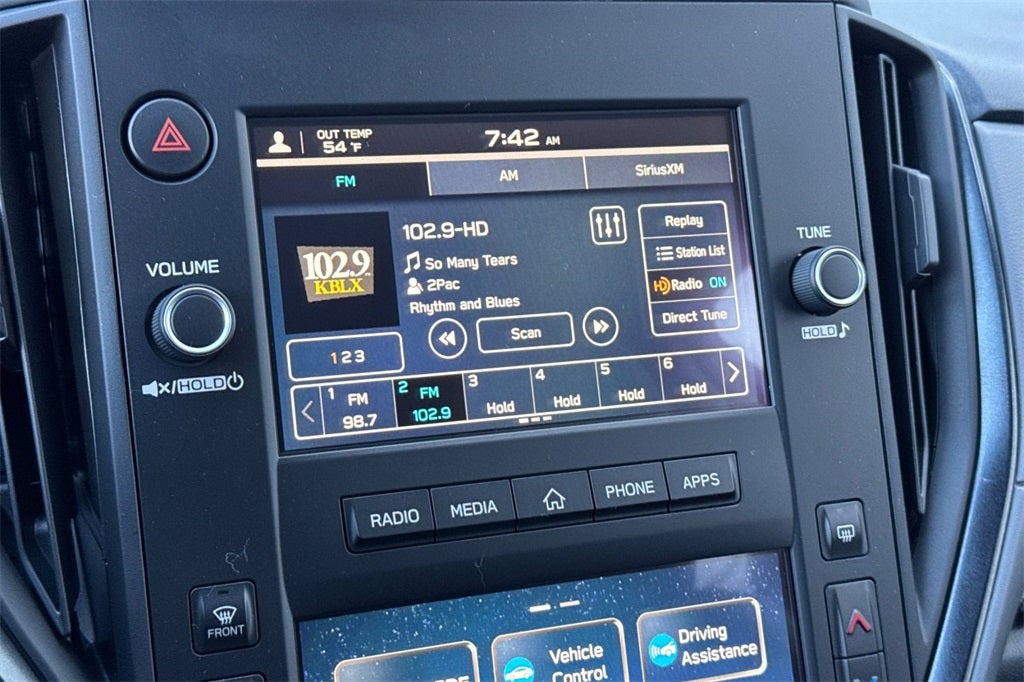 OUT TEMP
54 °F
7:42 AM
FM
AM
SiriusXM
102.9
KBLX
102.9-HD
So Many Tears
2Pac
Rhythm and Blues
Replay
Station List
HD Radio ON
Direct Tune
Scan
1 2 3
1 FM 98.7
2 FM 102.9
3 Hold
4 Hold
5 Hold
6 Hold
VOLUME
/HOLD
TUNE
HOLD
RADIO
MEDIA
PHONE
APPS
FRONT
Vehicle
Control
Driving
Assistance